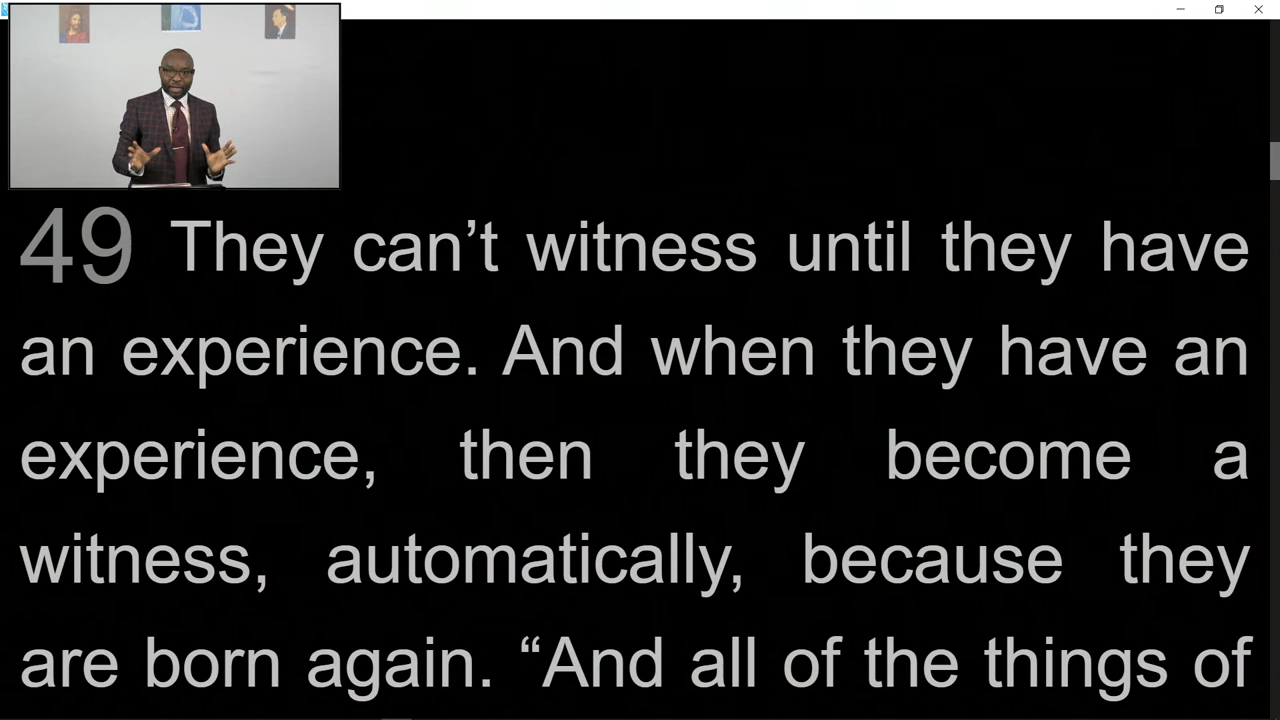 49 They can’t witness until they have
an experience. And when they have an
experience, then they become a
witness, automatically, because they
are born again. “And all of the things of